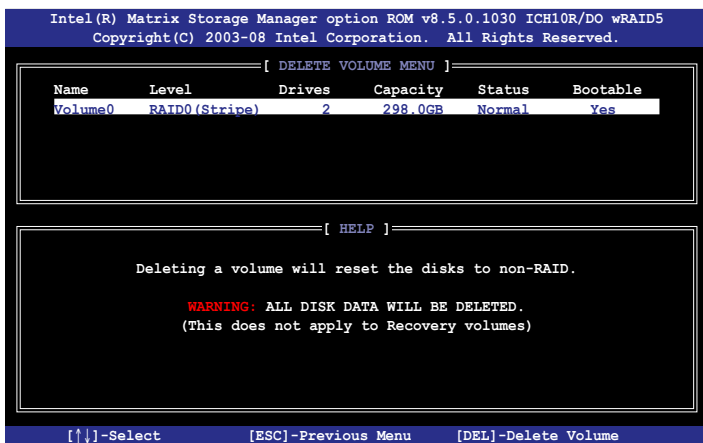 Intel(R) Matrix Storage Manager option ROM v8.5.0.1030 ICH10R/DO wRAID5
Copyright(C) 2003-08 Intel Corporation. All Rights Reserved.
[ DELETE VOLUME MENU ]
Name Level Drives Capacity Status Bootable
Volume0 RAID0(Stripe) 2 298.0GB Normal Yes
[ HELP ]
Deleting a volume will reset the disks to non-RAID.
WARNING: ALL DISK DATA WILL BE DELETED.
(This does not apply to Recovery volumes)
[↑↓]-Select [ESC]-Previous Menu [DEL]-Delete Volume